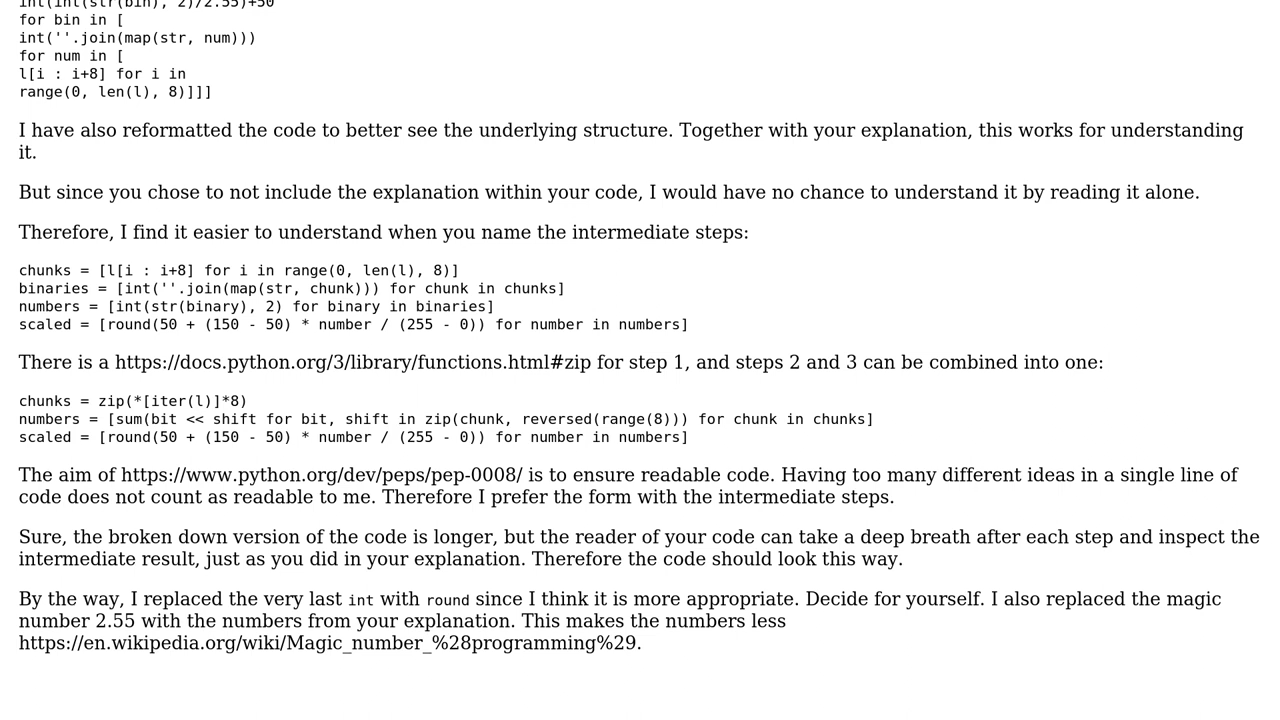 int(int(str(bin), 2)/2.55)+50
for bin in [
int(''.join(map(str, num)))
for num in [
l[i : i+8] for i in
range(0, len(l), 8)]]]
I have also reformatted the code to better see the underlying structure. Together with your explanation, this works for understanding
it.
But since you chose to not include the explanation within your code, I would have no chance to understand it by reading it alone.
Therefore, I find it easier to understand when you name the intermediate steps:
chunks = [l[i : i+8] for i in range(0, len(l), 8)]
binaries = [int(''.join(map(str, chunk))) for chunk in chunks]
numbers = [int(str(binary), 2) for binary in binaries]
scaled = [round(50 + (150 - 50) * number / (255 - 0)) for number in numbers]
There is a https://docs.python.org/3/library/functions.html#zip for step 1, and steps 2 and 3 can be combined into one:
chunks = zip(*[iter(l)]*8)
numbers = [sum(bit << shift for bit, shift in zip(chunk, reversed(range(8))) for chunk in chunks]
scaled = [round(50 + (150 - 50) * number / (255 - 0)) for number in numbers]
The aim of https://www.python.org/dev/peps/pep-0008/ is to ensure readable code. Having too many different ideas in a single line of
code does not count as readable to me. Therefore I prefer the form with the intermediate steps.
Sure, the broken down version of the code is longer, but the reader of your code can take a deep breath after each step and inspect the
intermediate result, just as you did in your explanation. Therefore the code should look this way.
By the way, I replaced the very last int with round since I think it is more appropriate. Decide for yourself. I also replaced the magic
number 2.55 with the numbers from your explanation. This makes the numbers less
https://en.wikipedia.org/wiki/Magic_number_%28programming%29.